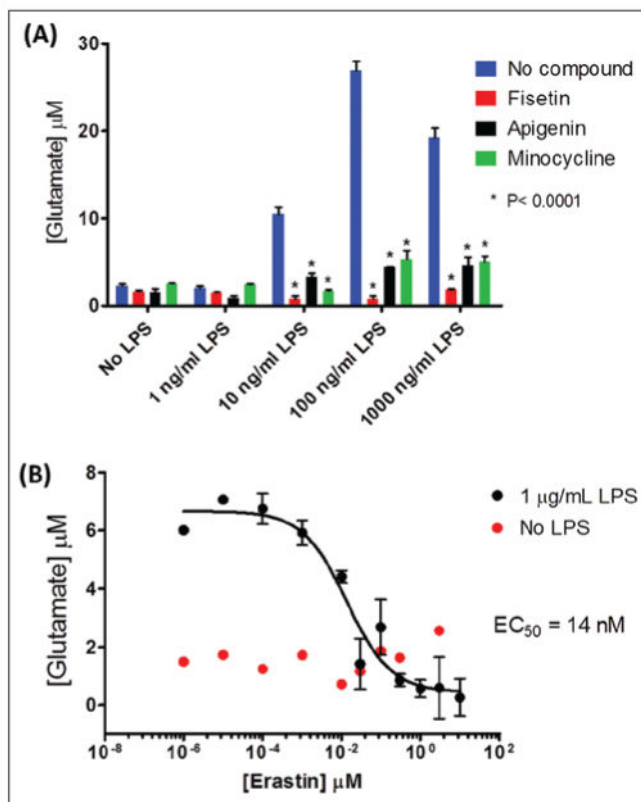 (A)
[Glutamate] μM
30
20
10
0
No compound
Fisetin
Apigenin
Minocycline
* P< 0.0001
* * *
* * *
* * *
No LPS
1 ng/ml LPS
10 ng/ml LPS
100 ng/ml LPS
1000 ng/ml LPS
(B)
[Glutamate] μM
8
6
4
2
0
1 μg/mL LPS
No LPS
EC50 = 14 nM
10-8
10-6
10-4
10-2
100
102
[Erastin] μM